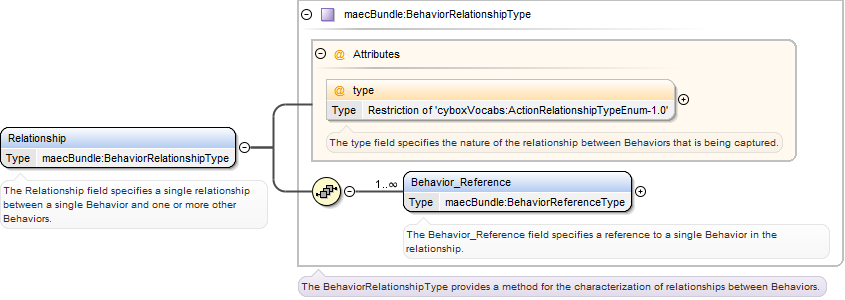 maecBundle:BehaviorRelationshipType
@ Attributes
@ type
Type Restriction of 'cyboxVocabs:ActionRelationshipTypeEnum-1.0'
The type field specifies the nature of the relationship between Behaviors that is being captured.
Relationship
Type maecBundle:BehaviorRelationshipType
The Relationship field specifies a single relationship
between a single Behavior and one or more other
Behaviors.
1..∞
Behavior_Reference
Type maecBundle:BehaviorReferenceType
The Behavior_Reference field specifies a reference to a single Behavior in the
relationship.
The BehaviorRelationshipType provides a method for the characterization of relationships between Behaviors.